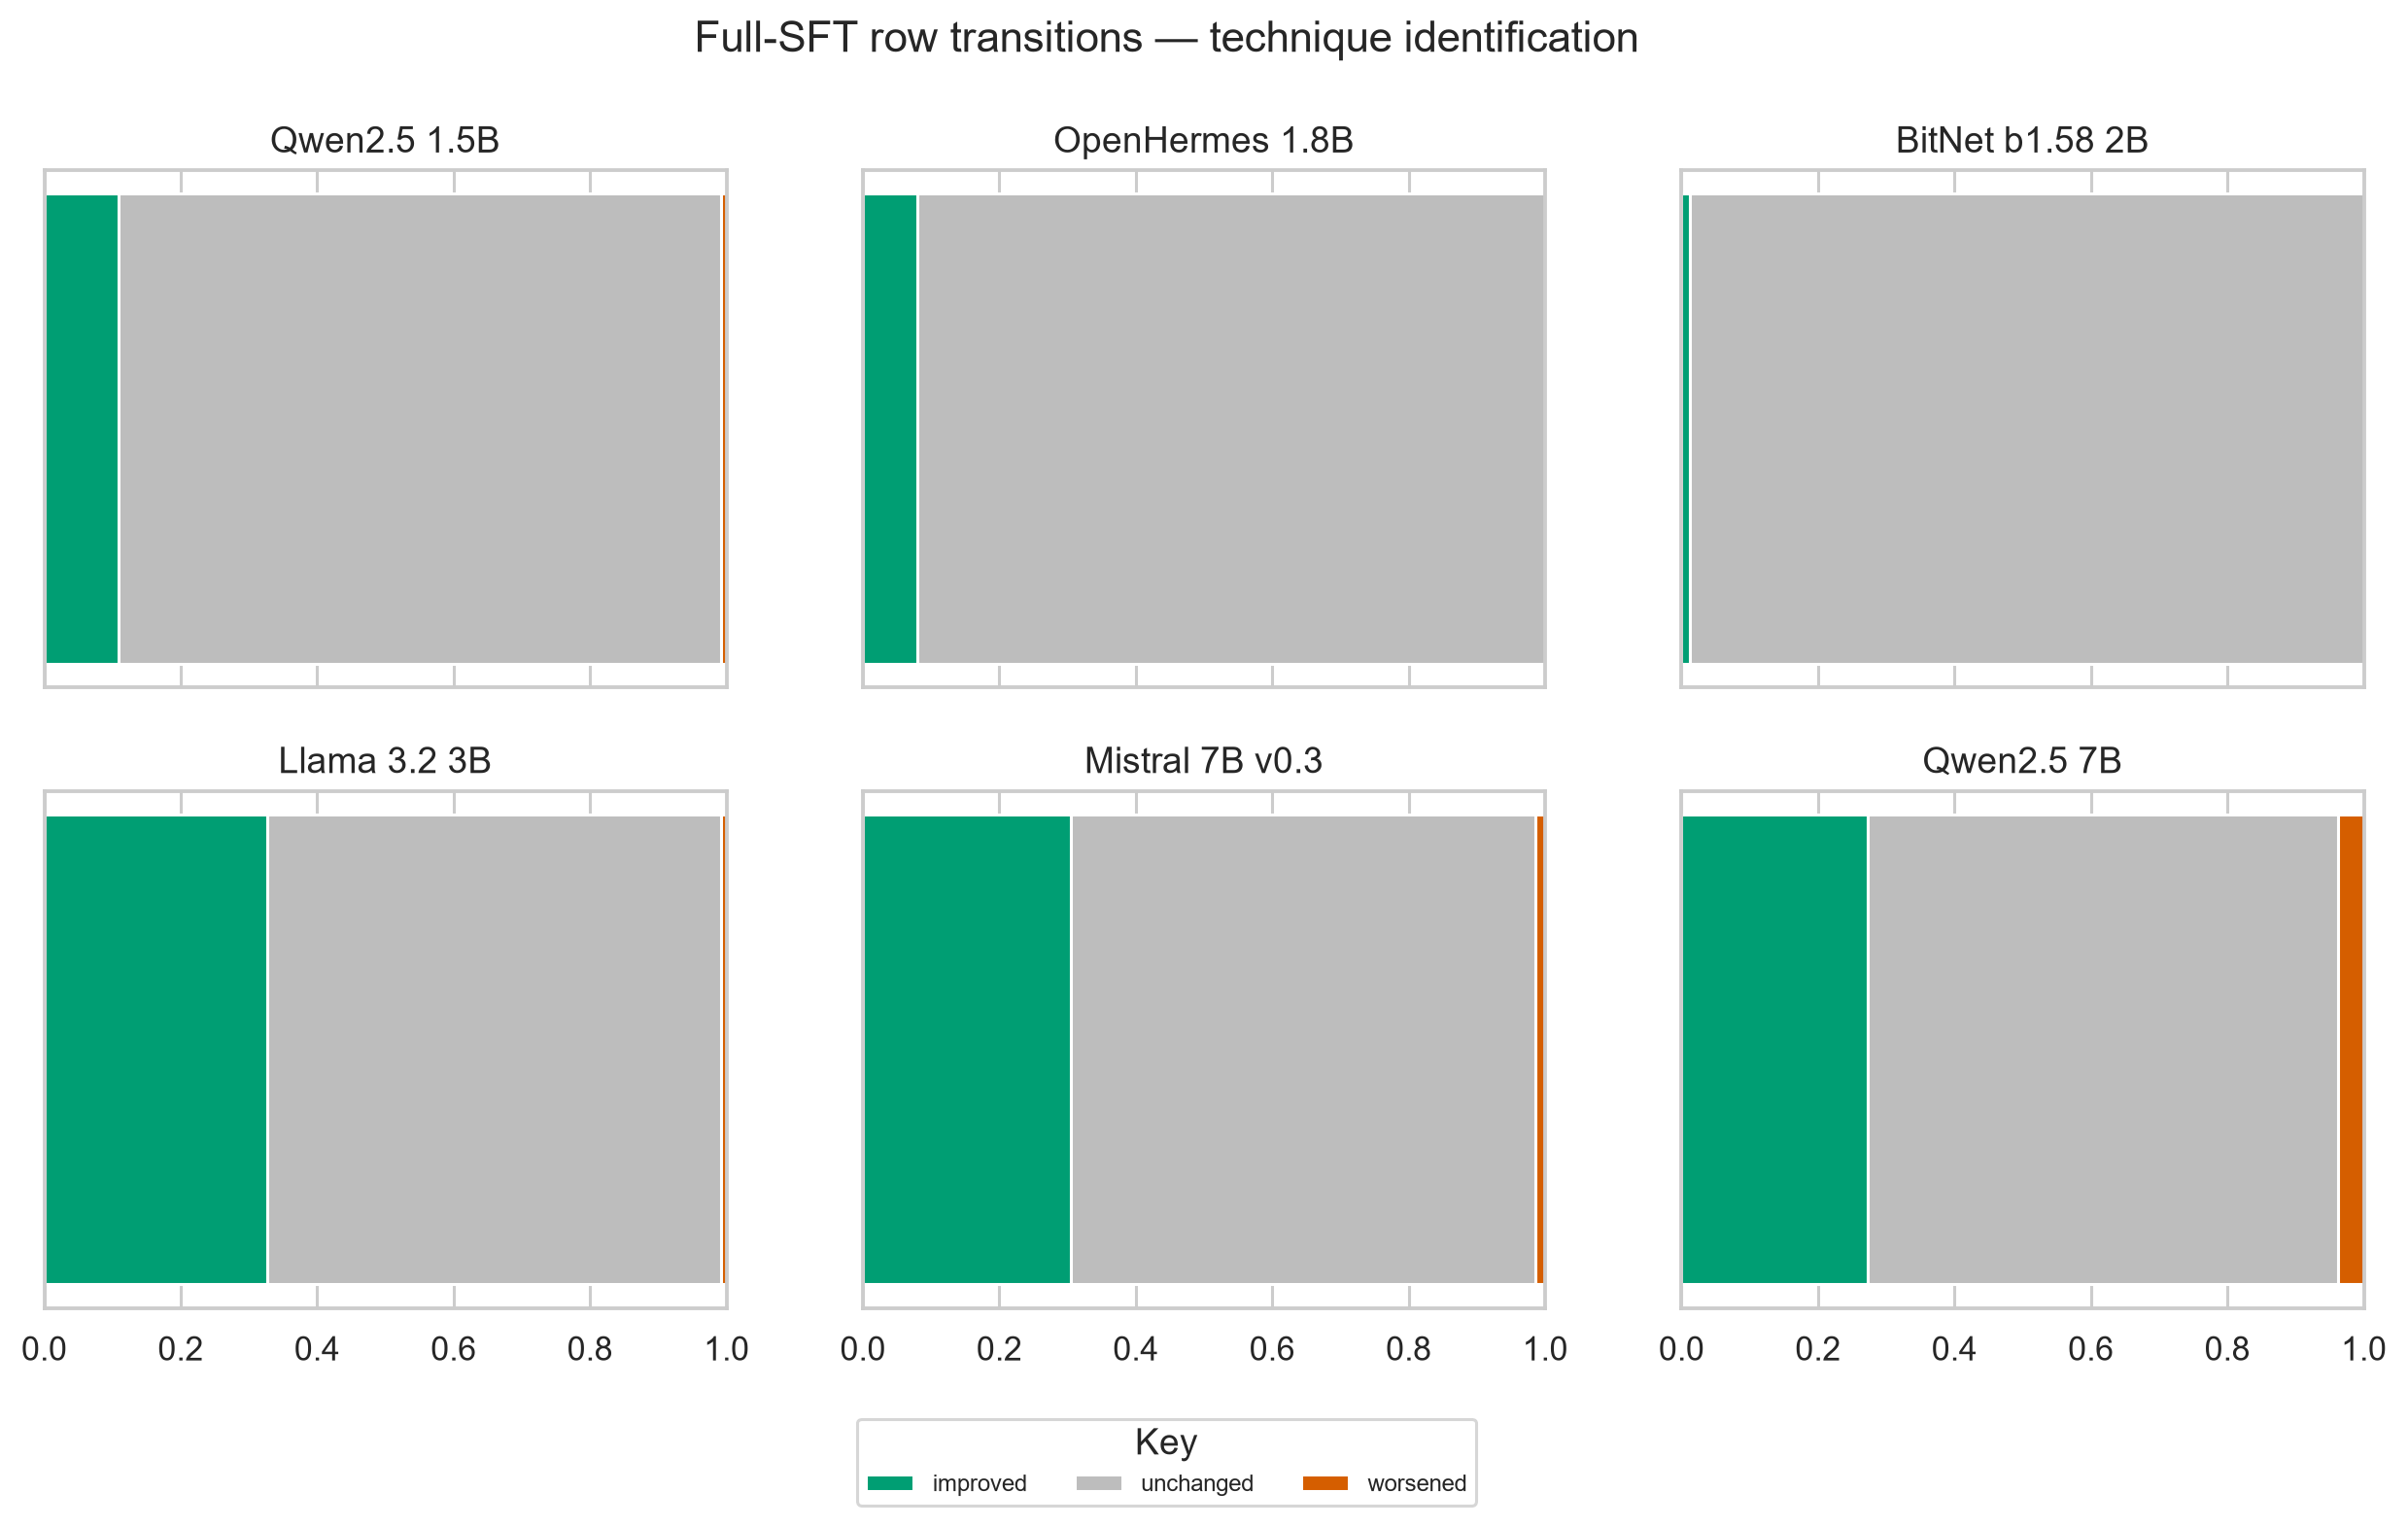 Full-SFT row transitions — technique identification
Qwen2.5 1.5B
OpenHermes 1.8B
BitNet b1.58 2B
Llama 3.2 3B
Mistral 7B v0.3
Qwen2.5 7B
0.0 0.2 0.4 0.6 0.8 1.0
0.0 0.2 0.4 0.6 0.8 1.0
0.0 0.2 0.4 0.6 0.8 1.0
Key
improved unchanged worsened